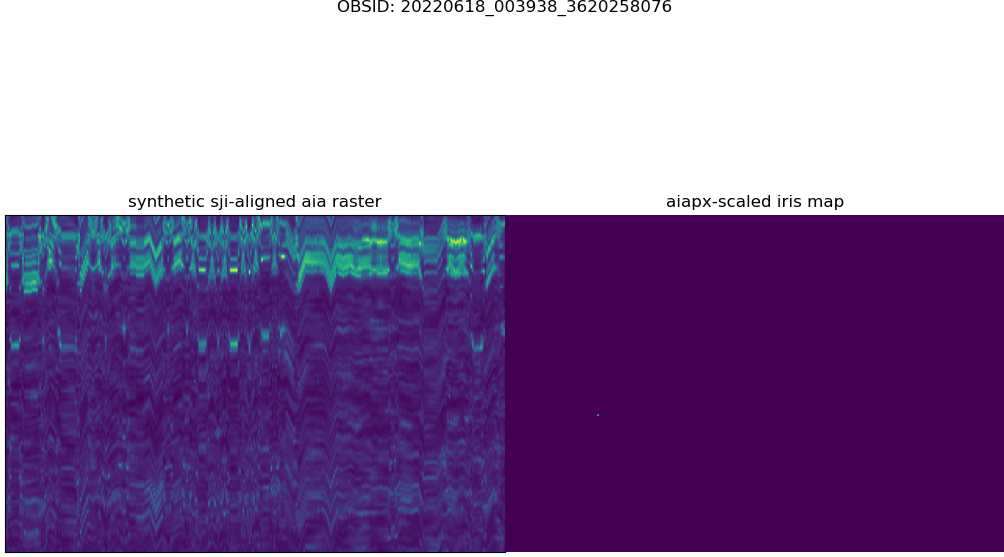 OBSID: 20220618_003938_3620258076
synthetic sji-aligned aia raster
aiapx-scaled iris map